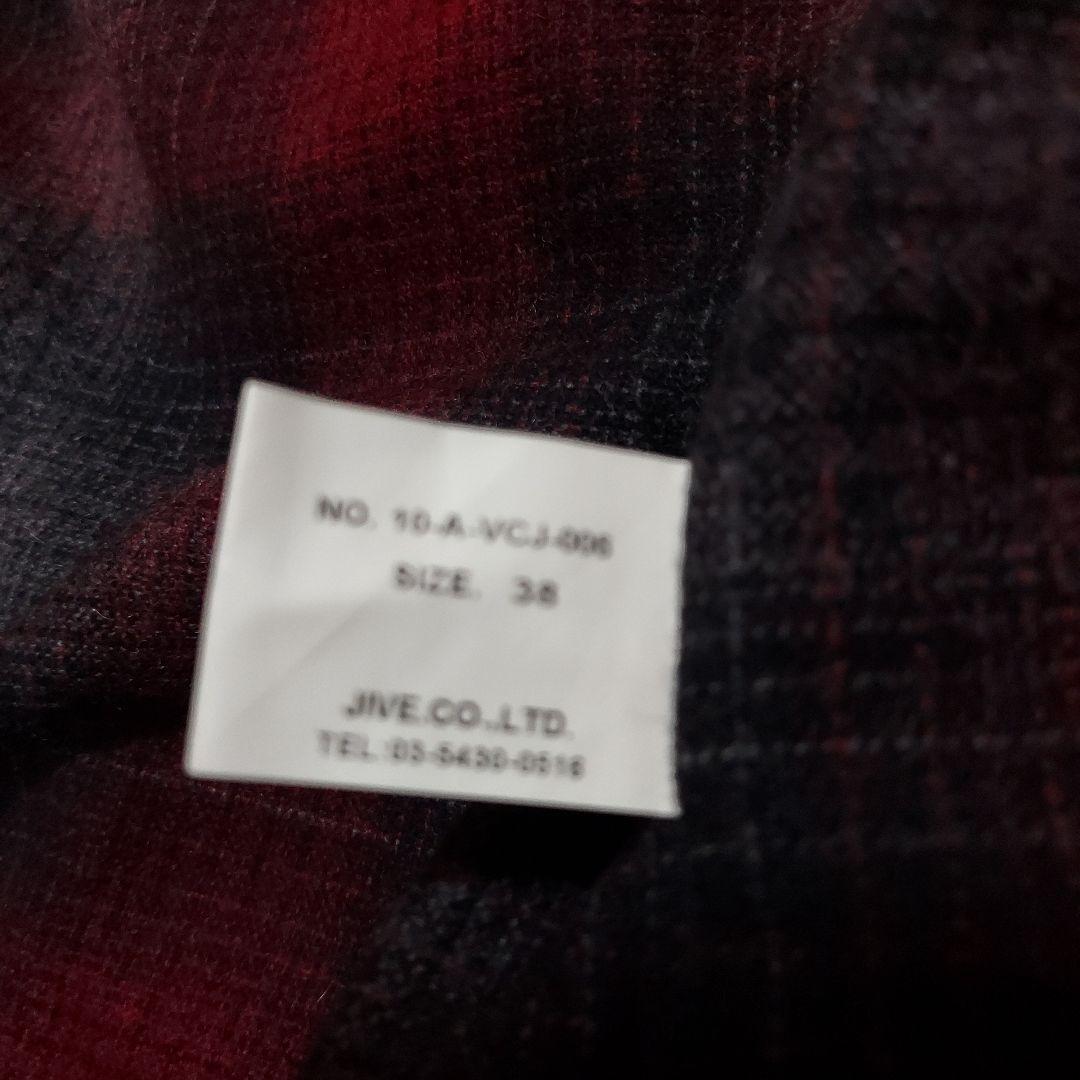 NO. 10-A-VCJ-006
SIZE. 38
JIVE.CO.,LTD.
TEL:03-5430-0516